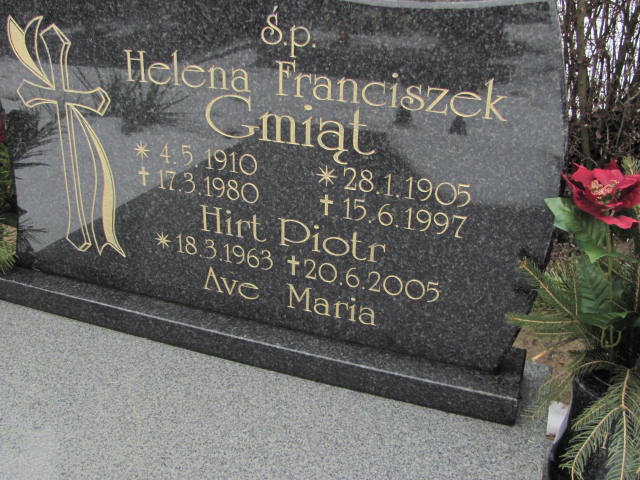 Ś.p.
Helena Franciszek
Gmiąt
* 4.5.1910 * 28.1.1905
† 17.3.1980 † 15.6.1997
Hirt Piotr
* 18.3.1963 † 20.6.2005
Ave Maria